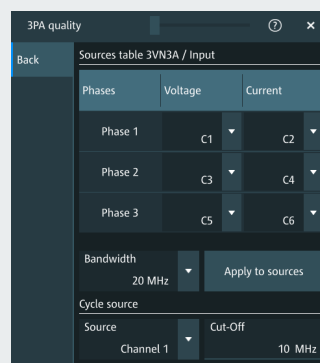 3PA quality
?
Back
Sources table 3VN3A / Input
Phases Voltage Current
Phase 1 C1 C2
Phase 2 C3 C4
Phase 3 C5 C6
Bandwidth
20 MHz
Apply to sources
Cycle source
Source Cut-Off
Channel 1 10 MHz